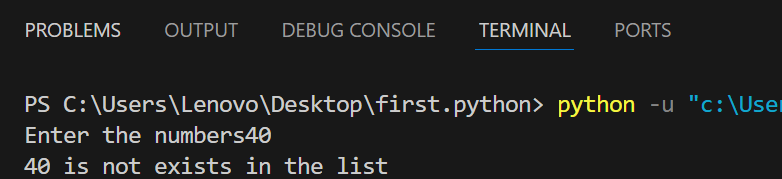 PROBLEMS OUTPUT DEBUG CONSOLE TERMINAL PORTS
PS C:\Users\Lenovo\Desktop\first.python> python -u "c:\User
Enter the numbers40
40 is not exists in the list